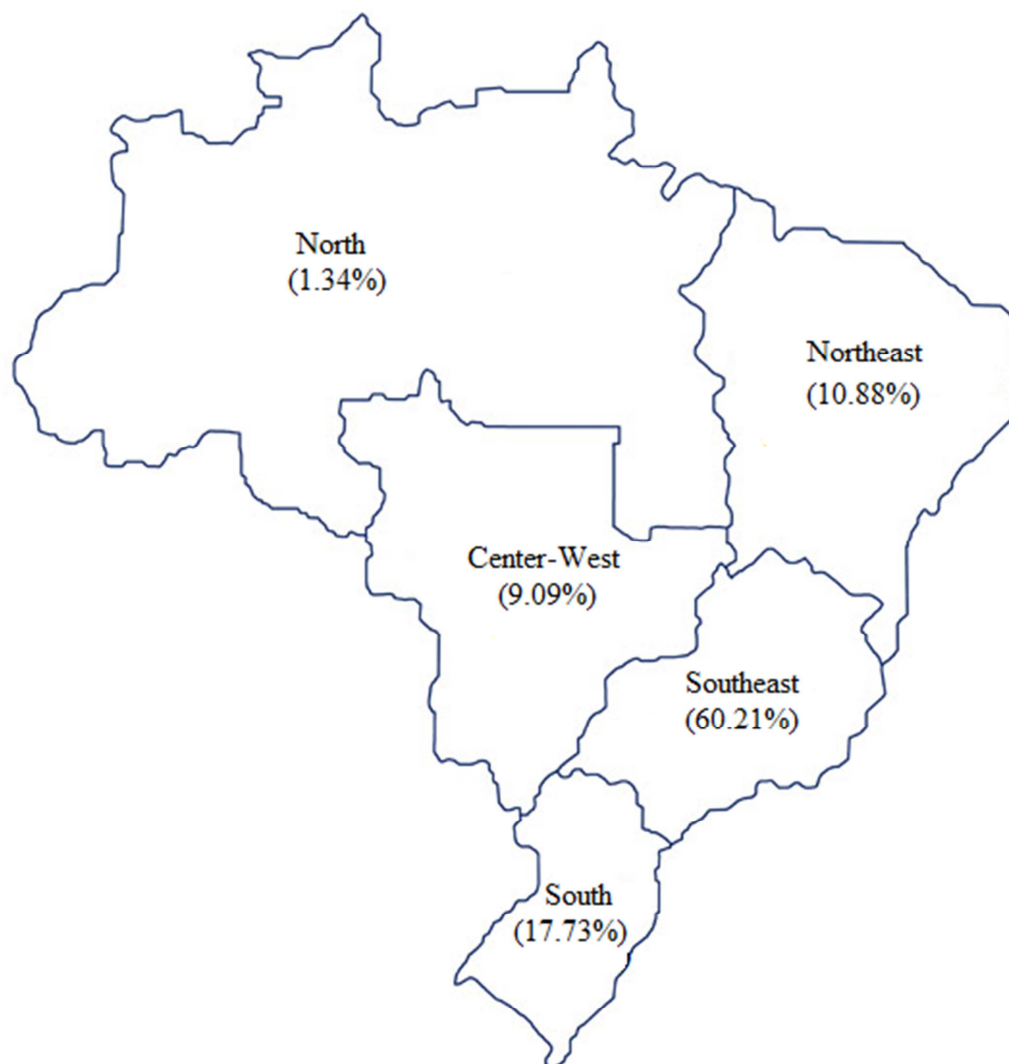 North
(1.34%)
Northeast
(10.88%)
Center-West
(9.09%)
Southeast
(60.21%)
South
(17.73%)